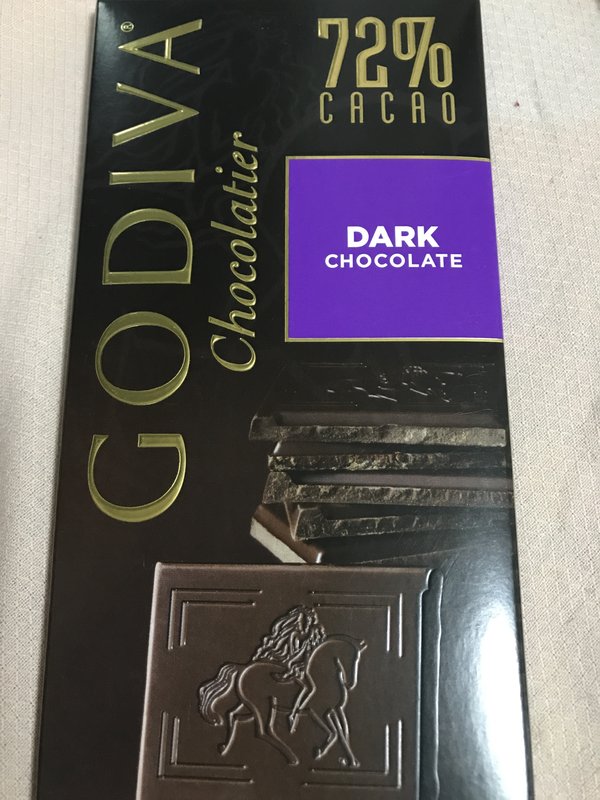 GODIVA®
Chocolatier
72%
CACAO
DARK
CHOCOLATE